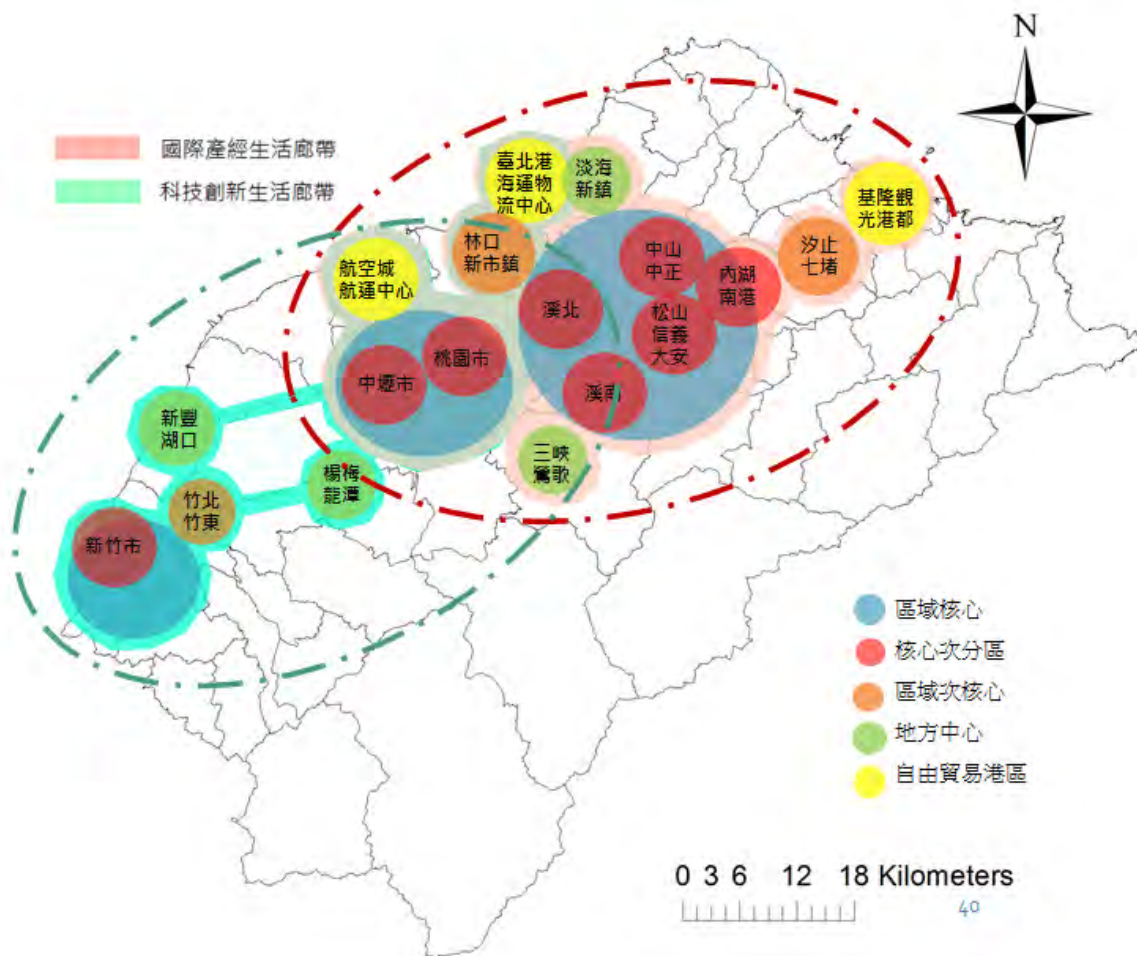 N
國際產經生活廊帶
科技創新生活廊帶
臺北港
海運物
流中心
淡海
新鎮
基隆觀
光港都
林口
新市鎮
汐止
七堵
中山
中正
內湖
南港
航空城
航運中心
溪北
松山
信義
大安
桃園市
中壢市
溪南
新豐
湖口
三峽
鶯歌
楊梅
龍潭
竹北
竹東
新竹市
區域核心
核心次分區
區域次核心
地方中心
自由貿易港區
0 3 6 12 18 Kilometers
40